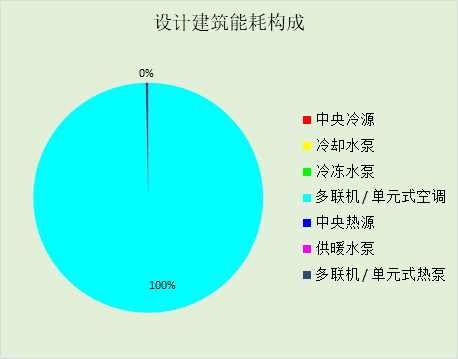 设计建筑能耗构成
0%
100%
中央冷源
冷却水泵
冷冻水泵
多联机/单元式空调
中央热源
供暖水泵
多联机/单元式热泵